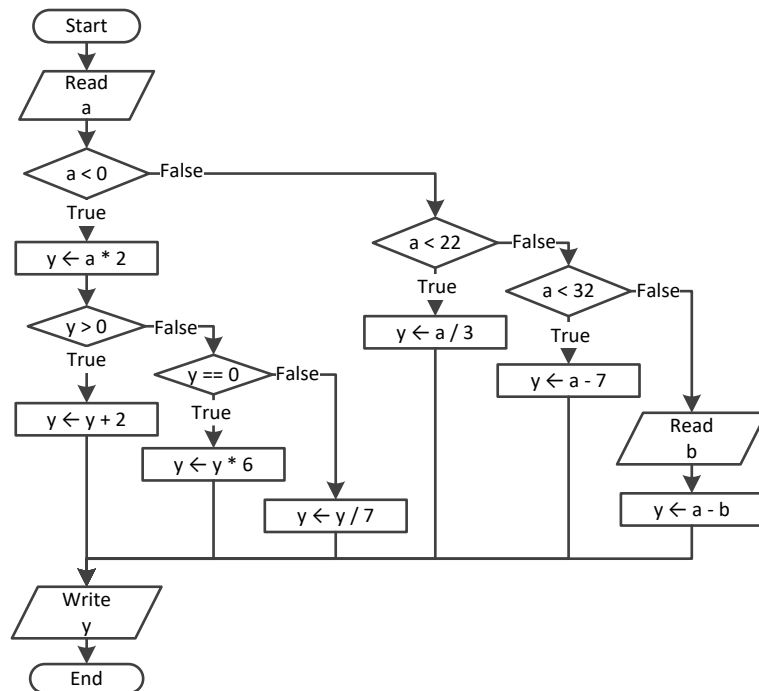 Start
Read
a
a < 0
False
True
a < 22
False
y ← a * 2
True
a < 32
False
y > 0
False
y ← a / 3
True
True
y == 0
False
y ← a - 7
True
y ← y + 2
Read
b
y ← y * 6
y ← y / 7
y ← a - b
Write
y
End